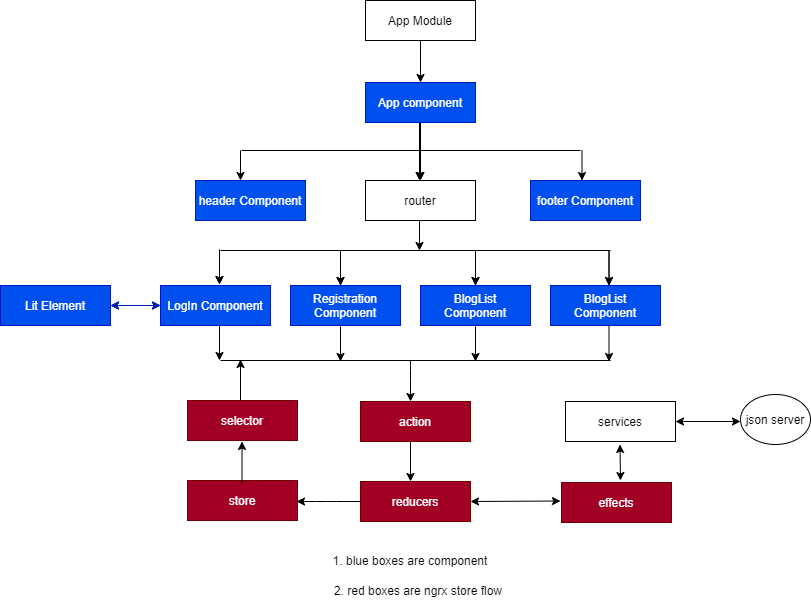 App Module
App component
header Component
router
footer Component
Lit Element
LogIn Component
Registration
Component
BlogList
Component
BlogList
Component
selector
action
services
json server
store
reducers
effects
1. blue boxes are component
2. red boxes are ngrx store flow